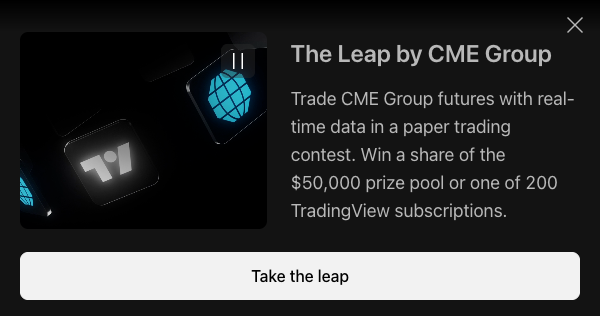 The Leap by CME Group
Trade CME Group futures with real-
time data in a paper trading
contest. Win a share of the
$50,000 prize pool or one of 200
TradingView subscriptions.
Take the leap